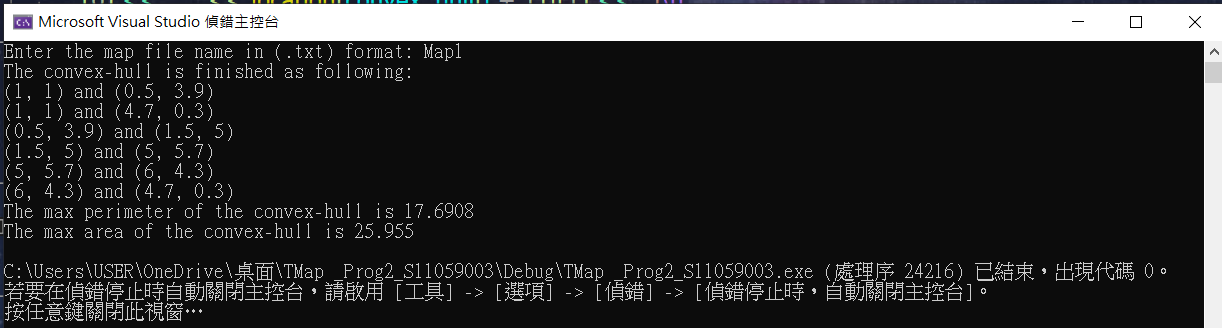 Microsoft Visual Studio 偵錯主控台
Enter the map file name in (.txt) format: Map1
The convex-hull is finished as following:
(1, 1) and (0.5, 3.9)
(1, 1) and (4.7, 0.3)
(0.5, 3.9) and (1.5, 5)
(1.5, 5) and (5, 5.7)
(5, 5.7) and (6, 4.3)
(6, 4.3) and (4.7, 0.3)
The max perimeter of the convex-hull is 17.6908
The max area of the convex-hull is 25.955
C:\Users\USER\OneDrive\桌面\TMap _Prog2_S11059003\Debug\TMap _Prog2_S11059003.exe (處理序 24216) 已結束，出現代碼 0。
若要在偵錯停止時自動關閉主控台，請啟用 [工具] -> [選項] -> [偵錯] -> [偵錯停止時，自動關閉主控台]。
按任意鍵關閉此視窗…